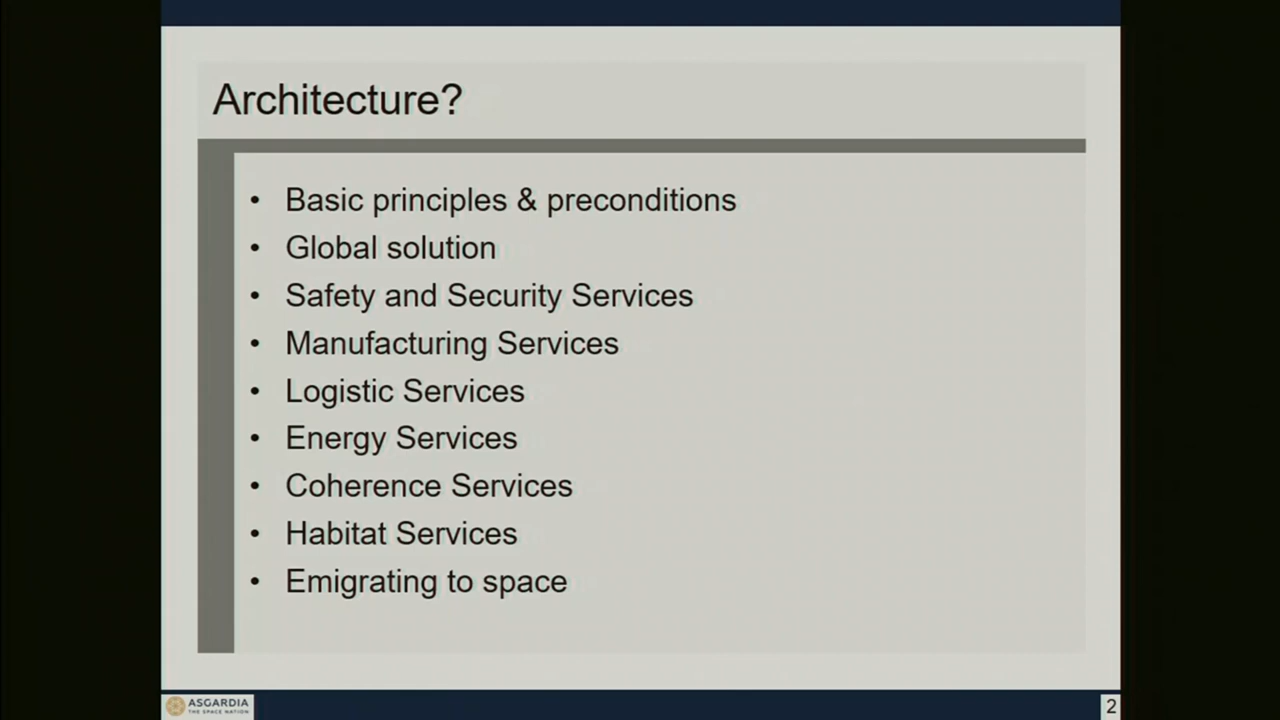 Architecture?
• Basic principles & preconditions
• Global solution
• Safety and Security Services
• Manufacturing Services
• Logistic Services
• Energy Services
• Coherence Services
• Habitat Services
• Emigrating to space
ASGARDIA
THE SPACE NATION
2